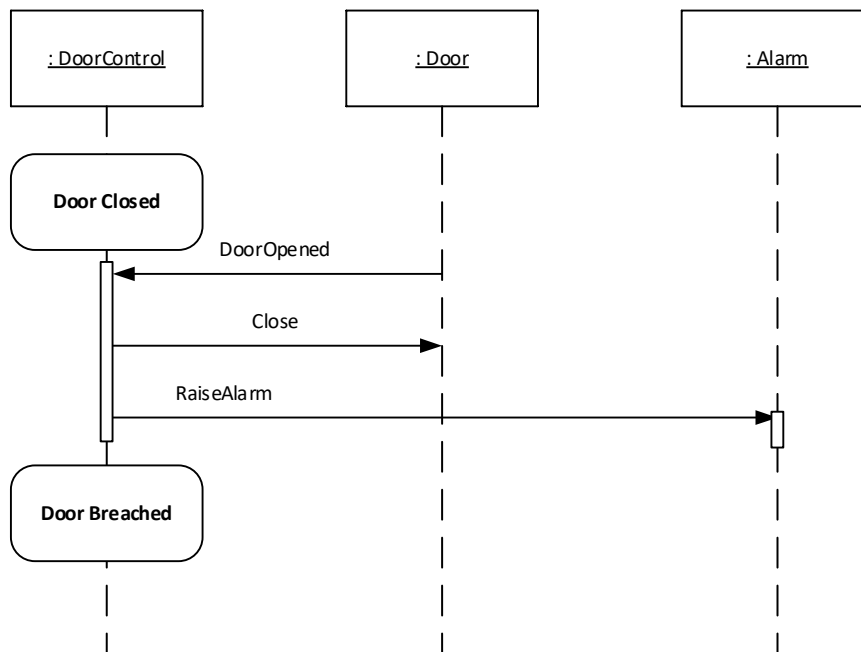 : DoorControl
: Door
: Alarm
Door Closed
DoorOpened
Close
RaiseAlarm
Door Breached